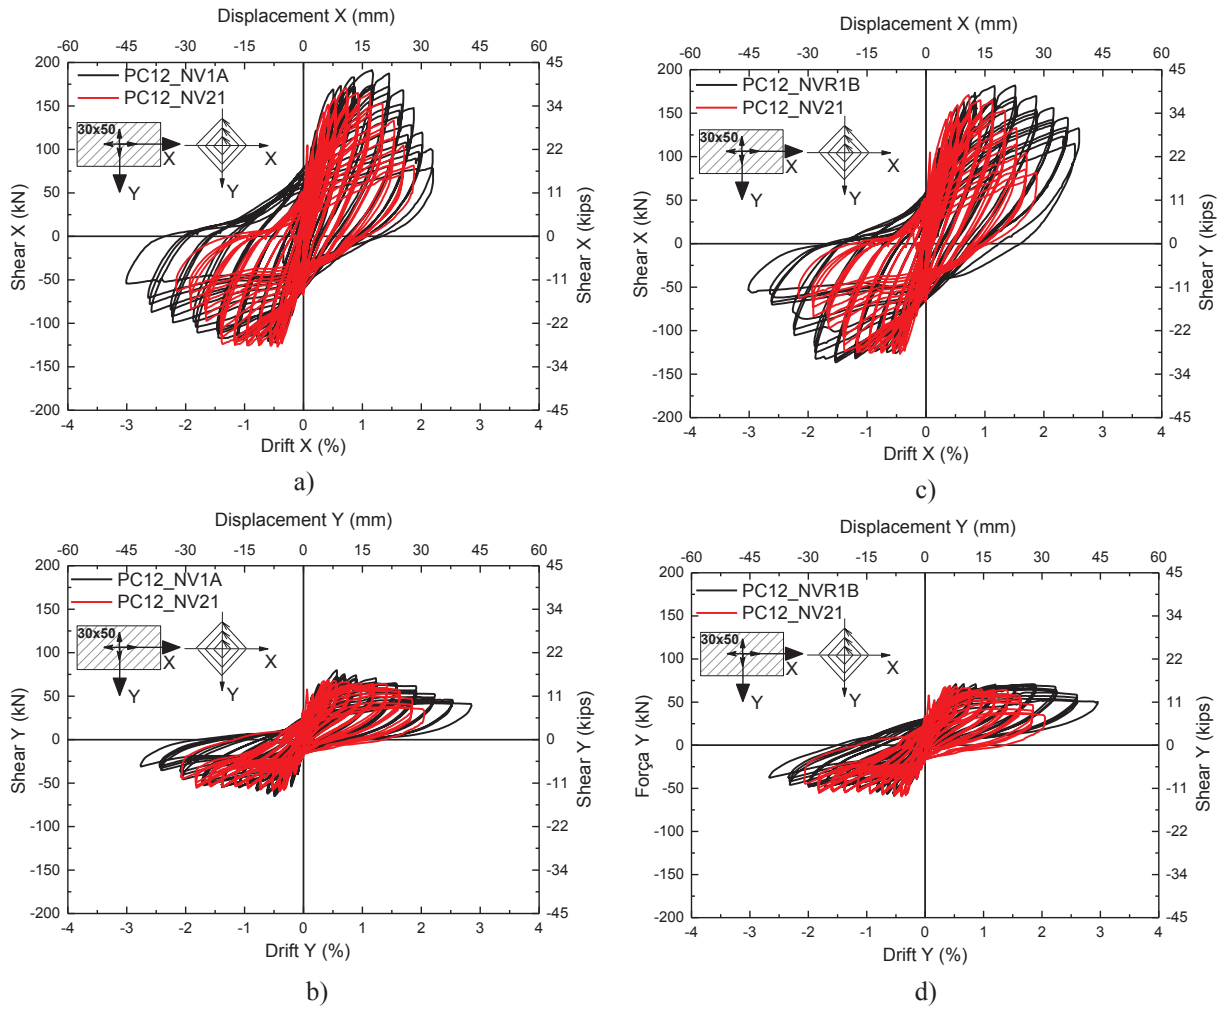 Displacement X (mm)
-60 -45 -30 -15 0 15 30 45 60
PC12_NV1A
PC12_NV21
30x50
X
Y
X
Y
200
150
100
50
0
-50
-100
-150
-200
Shear X (kN)
45
34
22
11
0
-11
-22
-34
-45
Shear X (kips)
-4 -3 -2 -1 0 1 2 3 4
Drift X (%)
a)
Displacement X (mm)
-60 -45 -30 -15 0 15 30 45 60
PC12_NVR1B
PC12_NV21
30x50
X
Y
X
Y
200
150
100
50
0
-50
-100
-150
-200
Shear X (kN)
45
34
22
11
0
-11
-22
-34
-45
Shear Y (kips)
-4 -3 -2 -1 0 1 2 3 4
Drift X (%)
c)
Displacement Y (mm)
-60 -45 -30 -15 0 15 30 45 60
PC12_NV1A
PC12_NV21
30x50
X
Y
X
Y
200
150
100
50
0
-50
-100
-150
-200
Shear Y (kN)
45
34
22
11
0
-11
-22
-34
-45
Shear Y (kips)
-4 -3 -2 -1 0 1 2 3 4
Drift Y (%)
b)
Displacement Y (mm)
-60 -45 -30 -15 0 15 30 45 60
PC12_NVR1B
PC12_NV21
30x50
X
Y
X
Y
200
150
100
50
0
-50
-100
-150
-200
Força Y (kN)
45
34
22
11
0
-11
-22
-34
-45
Shear Y (kips)
-4 -3 -2 -1 0 1 2 3 4
Drift Y (%)
d)